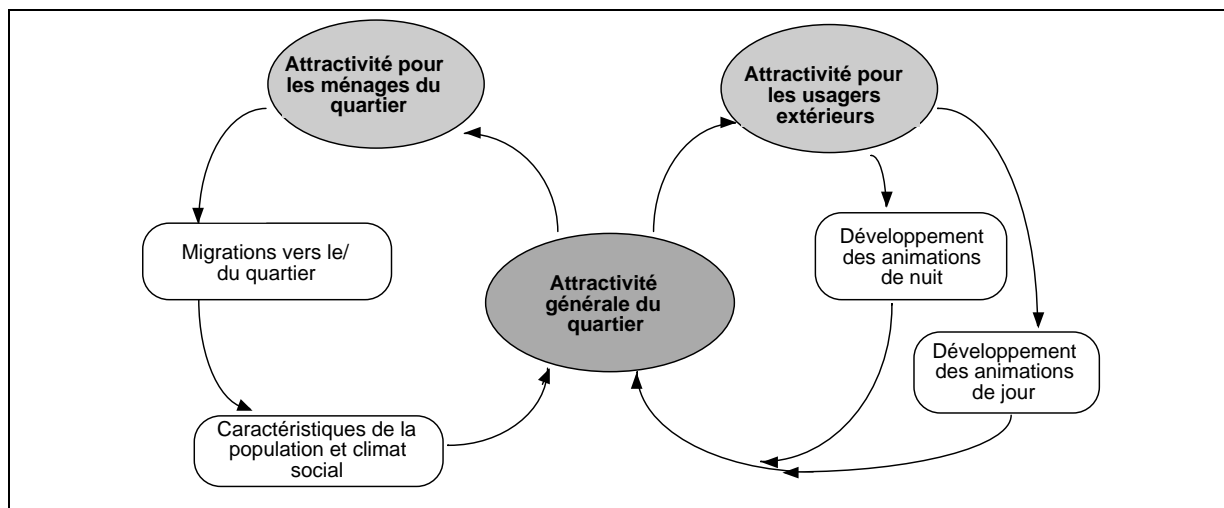 Attractivité pour
les ménages du
quartier
Attractivité pour
les usagers
extérieurs
Migrations vers le/
du quartier
Développement
des animations
de nuit
Attractivité
générale du
quartier
Développement
des animations
de jour
Caractéristiques de la
population et climat
social